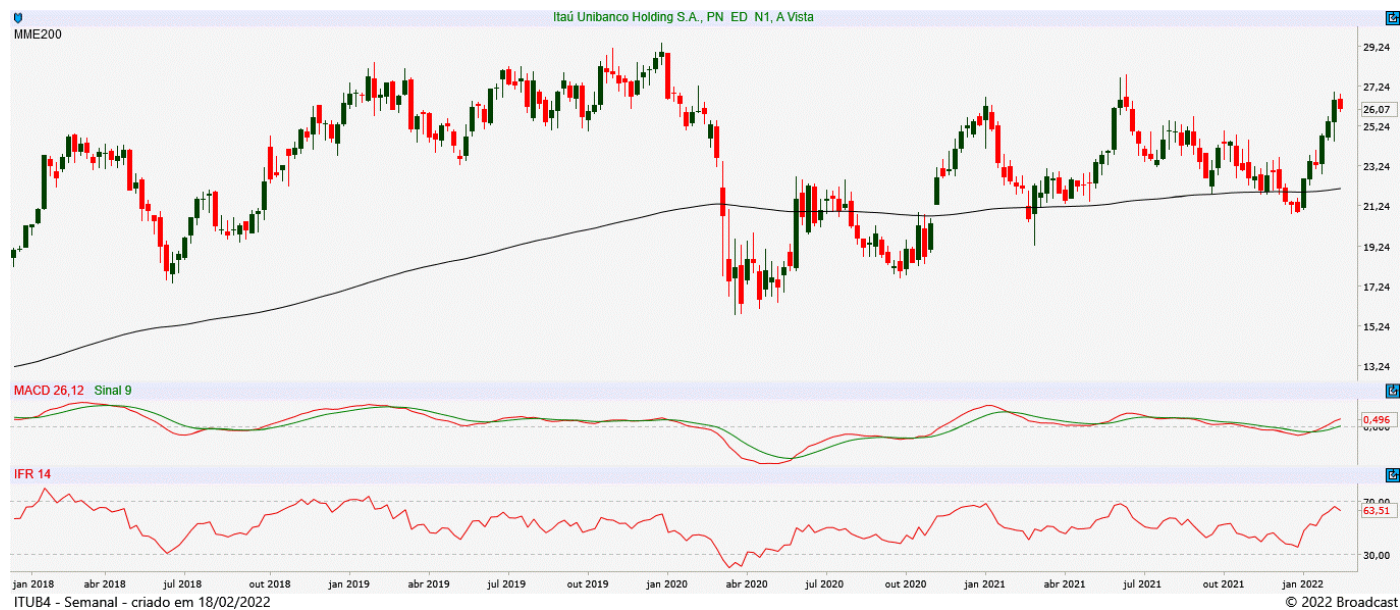 Itaú Unibanco Holding S.A., PN ED N1, A Vista
MME200
29,24
27,24
26,07
25,24
23,24
21,24
19,24
17,24
15,24
13,24
MACD 26,12 Sinal 9
0,496
0,000
IFR 14
70,00
63,51
30,00
jan 2018 abr 2018 jul 2018 out 2018 jan 2019 abr 2019 jul 2019 out 2019 jan 2020 abr 2020 jul 2020 out 2020 jan 2021 abr 2021 jul 2021 out 2021 jan 2022
ITUB4 - Semanal - criado em 18/02/2022 © 2022 Broadcast